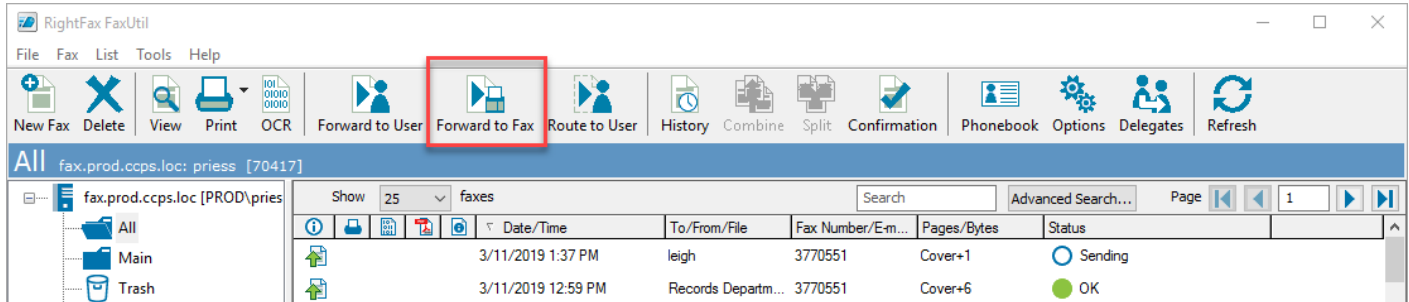 RightFax FaxUtil
File Fax List Tools Help
New Fax Delete View Print OCR Forward to User Forward to Fax Route to User History Combine Split Confirmation Phonebook Options Delegates Refresh
All fax.prod.ccps.loc: priess [70417]
fax.prod.ccps.loc [PROD\pries Show 25 faxes Search Advanced Search... Page 1
All Date/Time To/From/File Fax Number/E-m... Pages/Bytes Status
Main 3/11/2019 1:37 PM leigh 3770551 Cover+1 Sending
Trash 3/11/2019 12:59 PM Records Departm... 3770551 Cover+6 OK